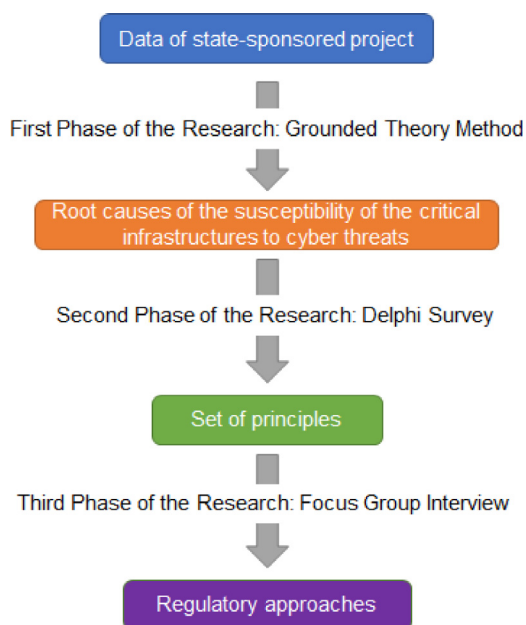 Data of state-sponsored project
First Phase of the Research: Grounded Theory Method
Root causes of the susceptibility of the critical
infrastructures to cyber threats
Second Phase of the Research: Delphi Survey
Set of principles
Third Phase of the Research: Focus Group Interview
Regulatory approaches